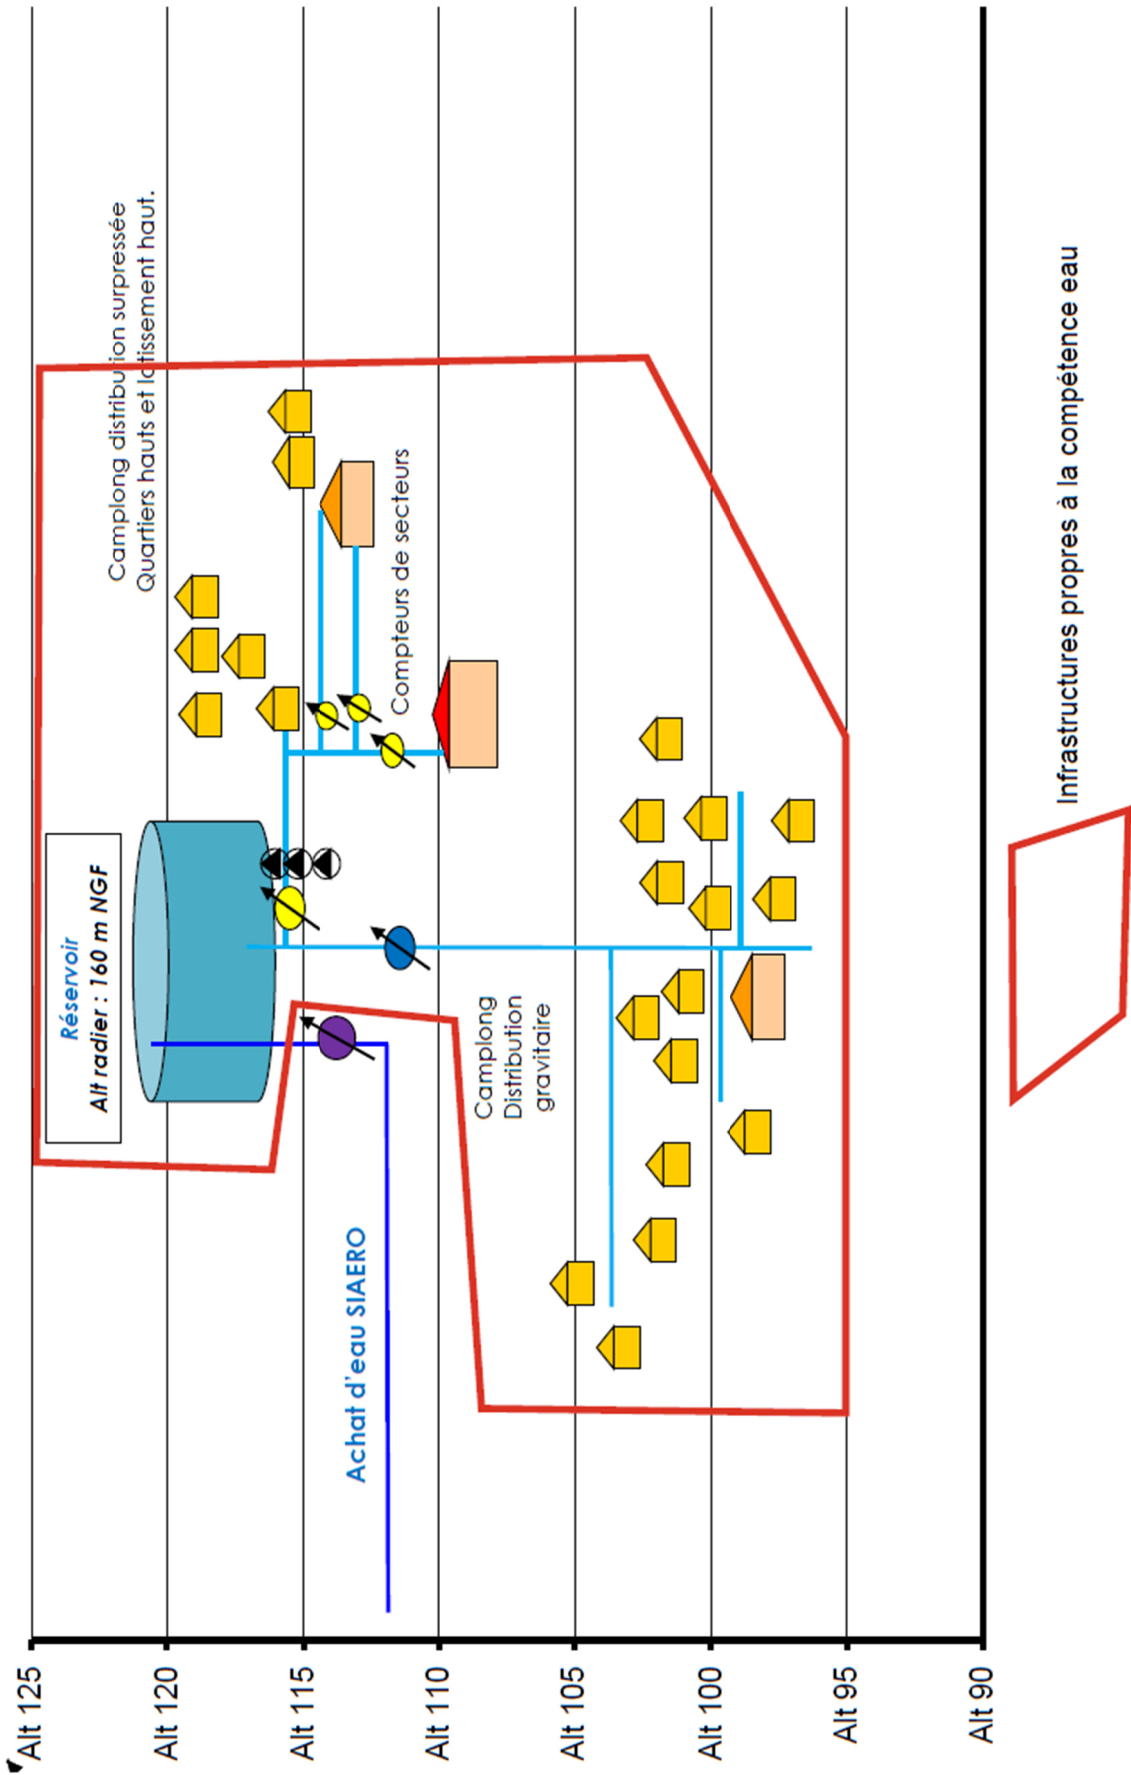 Alt 125
Alt 120
Alt 115
Alt 110
Alt 105
Alt 100
Alt 95
Alt 90
Réservoir
Alt radier : 160 m NGF
Camplong distribution surpressée
Quartiers hauts et lotissement haut.
Compteurs de secteurs
Achat d'eau SIAERO
Camplong
Distribution
gravitaire
Infrastructures propres à la compétence eau